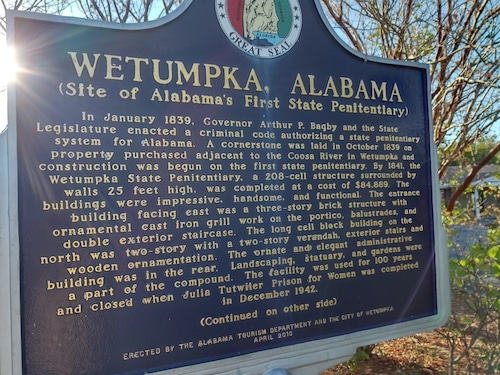 GREAT SEAL
WETUMPKA, ALABAMA
(Site of Alabama's First State Penitentiary)
In January 1839, Governor Arthur P. Bagby and the State
Legislature enacted a criminal code authorizing a state penitentiary
system for Alabama. A cornerstone was laid in October 1839 on
property purchased adjacent to the Coosa River in Wetumpka and
construction was begun on the first state penitentiary. By 1841, the
Wetumpka State Penitentiary, a 208-cell structure surrounded by
walls 25 feet high, was completed at a cost of $84,889. The
buildings were impressive, handsome, and functional. The entrance
building facing east was a three-story brick structure with
ornamental cast iron grill work on the portico, balustrades, and
double exterior staircase. The long cell block building on the
north was two-story with a two-story verandah, exterior stairs and
wooden ornamentation. The ornate and elegant administrative
building was in the rear. Landscaping, statuary, and gardens were
a part of the compound. The facility was used for 100 years
and closed when Julia Tutwiler Prison for Women was completed
in December 1942.
(Continued on other side)
ERECTED BY THE ALABAMA TOURISM DEPARTMENT AND THE CITY OF WETUMPKA
APRIL 2010